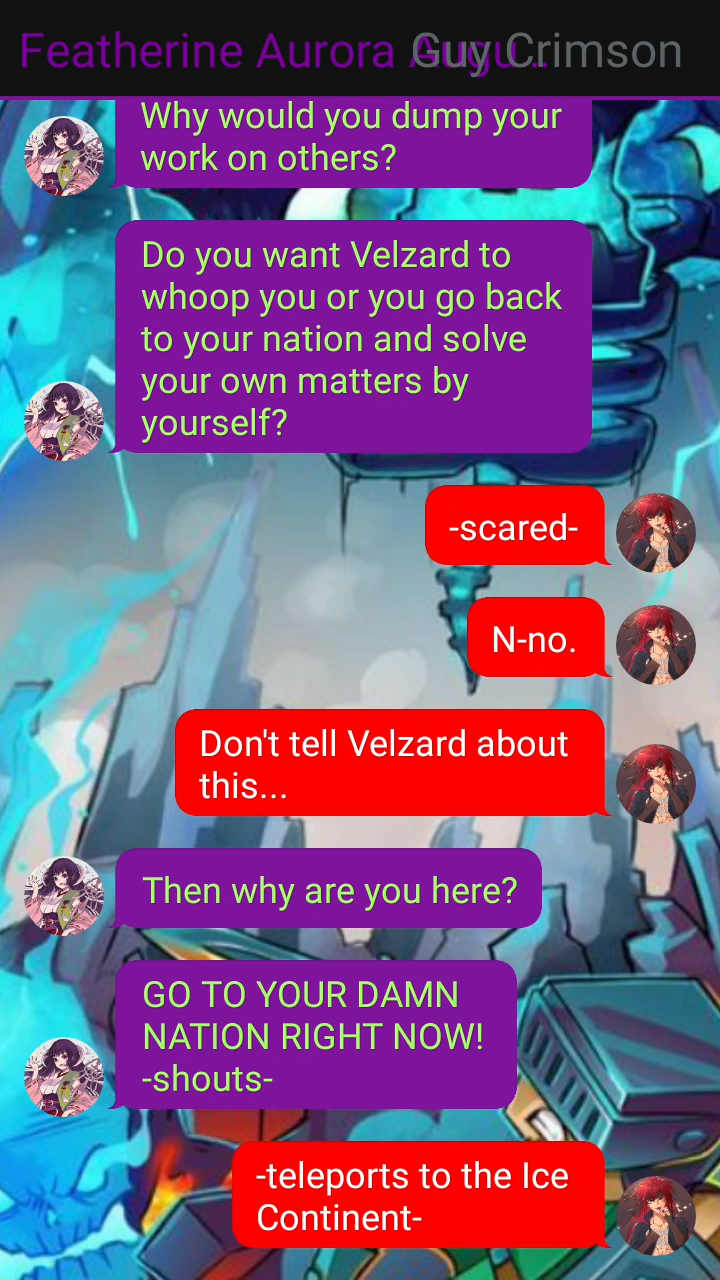 Featherine Aurora Augu...
Guy Crimson
Why would you dump your
work on others?
Do you want Velzard to
whoop you or you go back
to your nation and solve
your own matters by
yourself?
-scared-
N-no.
Don't tell Velzard about
this...
Then why are you here?
GO TO YOUR DAMN
NATION RIGHT NOW!
-shouts-
-teleports to the Ice
Continent-